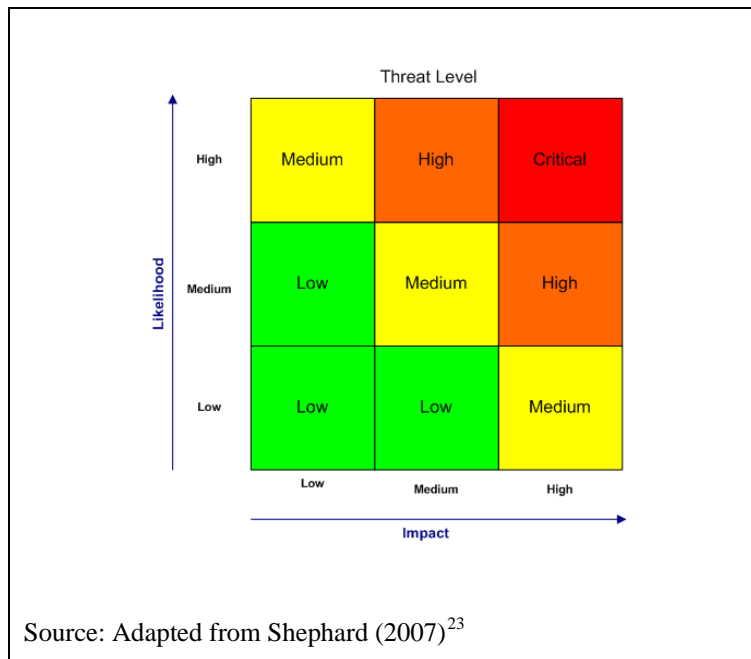 Threat Level
High
Medium
High
Critical
Medium
Low
Medium
High
Likelihood
Low
Low
Low
Medium
Low
Medium
High
Impact
Source: Adapted from Shephard (2007)23